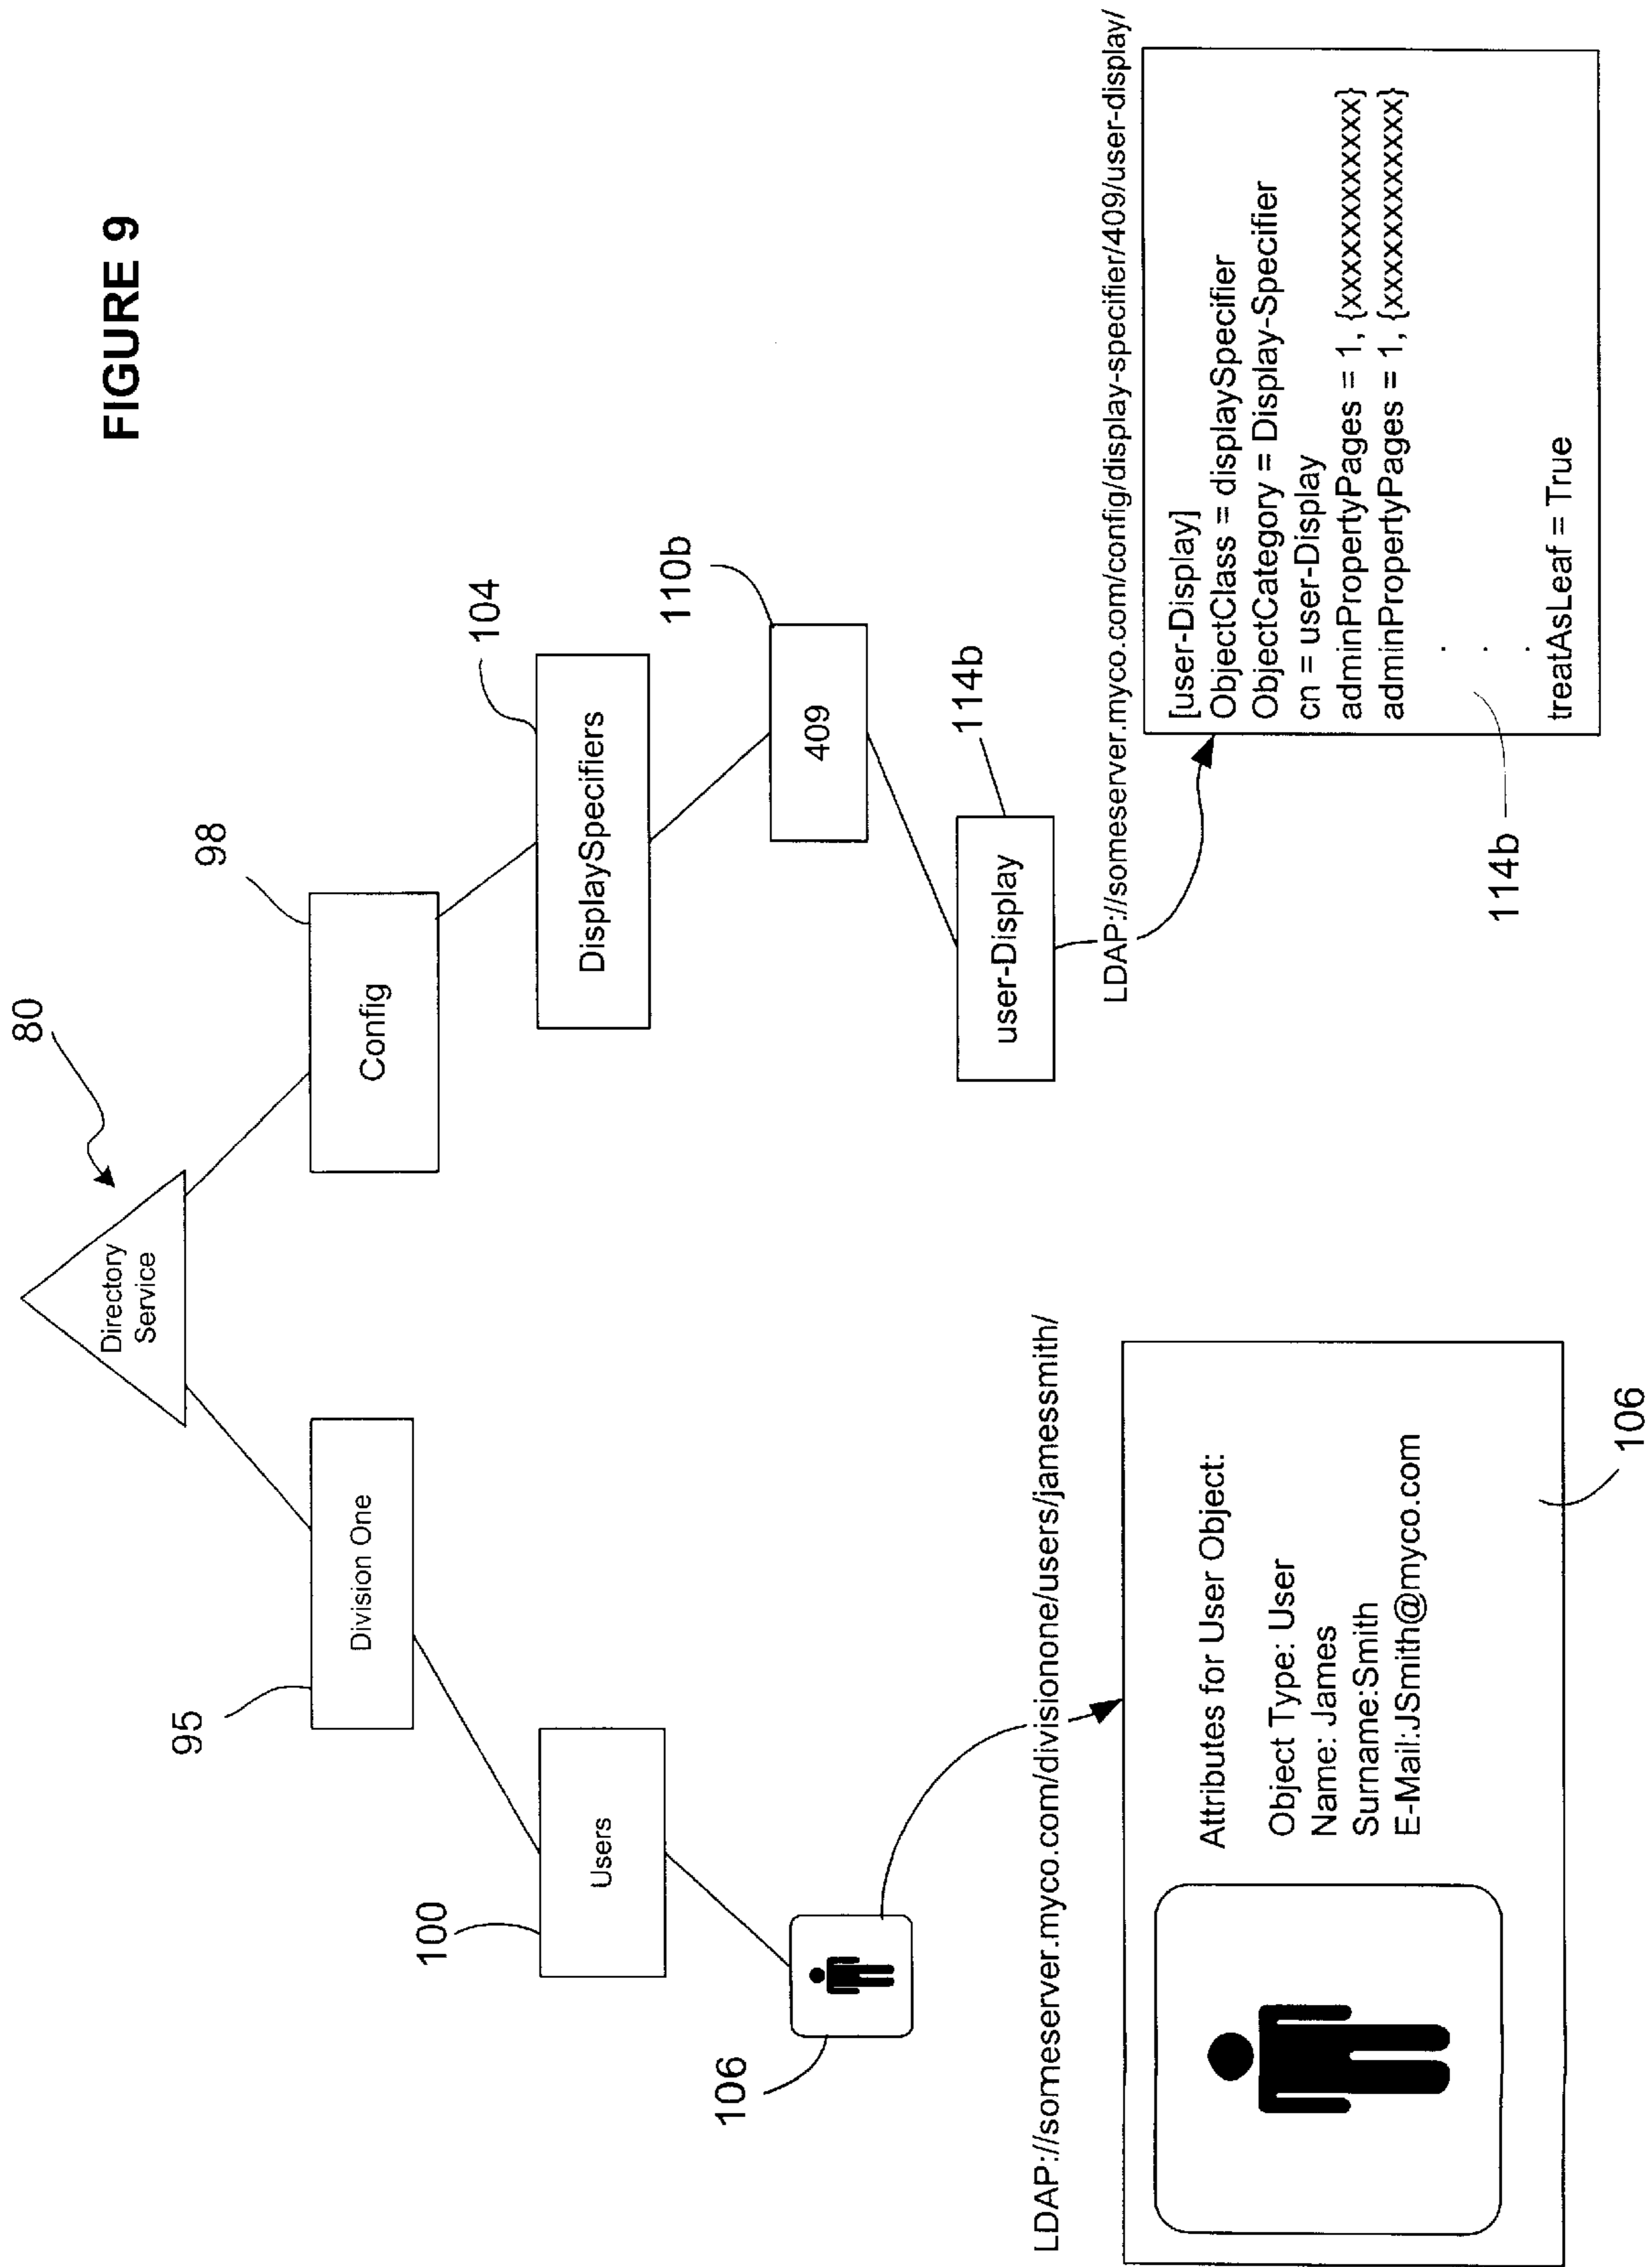 FIGURE 9
80
Directory
Service
95
Division One
98
Config
100
Users
104
DisplaySpecifiers
106
110b
409
114b
user-Display
LDAP://someserver.myco.com/divisionone/users/jamessmith/
Attributes for User Object:
Object Type: User
Name: James
Surname:Smith
E-Mail:JSmith@myco.com
106
LDAP://someserver.myco.com/config/display-specifier/409/user-display/
[user-Display]
ObjectClass = displaySpecifier
ObjectCategory = Display-Specifier
cn = user-Display
adminPropertyPages = 1, {xxxxxxxxxxxx}
adminPropertyPages = 1, {xxxxxxxxxxxx}
.
.
.
treatAsLeaf = True
114b